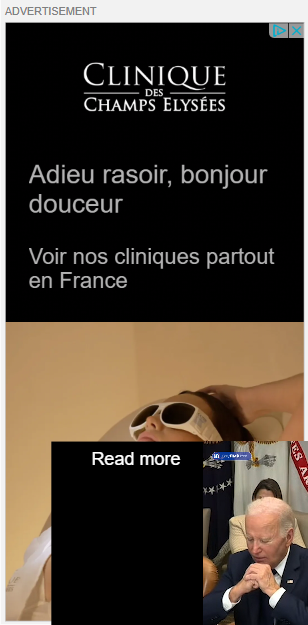 ADVERTISEMENT
CLINIQUE
DES
CHAMPS ELYSÉES
Adieu rasoir, bonjour
douceur
Voir nos cliniques partout
en France
Read more